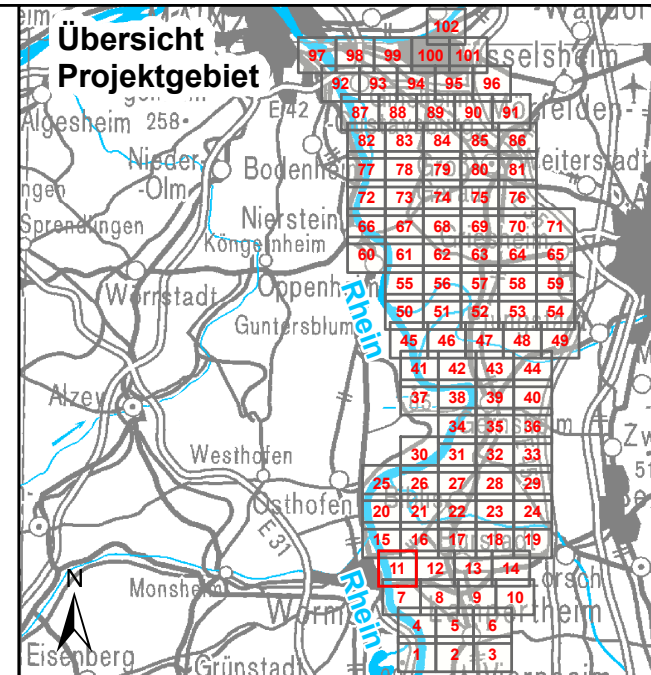 Übersicht
Projektgebiet
102
97 98 99 100 101
sselsheim
92 93 94 95 96
E 42
87 88 89 90 91
Algesheim 258
82 83 84 85 86
Nieder-
-Olm
Bodenheim
77 78 79 80 81
72 73 74 75 76
Sprendlingen
Nierstein
66 67 68 69 70 71
Köngernheim
60 61 62 63 64 65
Oppenheim
Wörrstadt
Rhein
55 56 57 58 59
50 51 52 53 54
Guntersblum
45 46 47 48 49
41 42 43 44
Alzey
37 38 39 40
34 35 36
Westhofen
30 31 32 33
25 26 27 28 29
Osthofen
20 21 22 23 24
E 31
15 16 17 18 19
11 12 13 14
Lorsch
N
Monsheim
Rhein
Worms
7 8 9 10
4 5 6
Eisenberg
Grünstadt
1 2 3